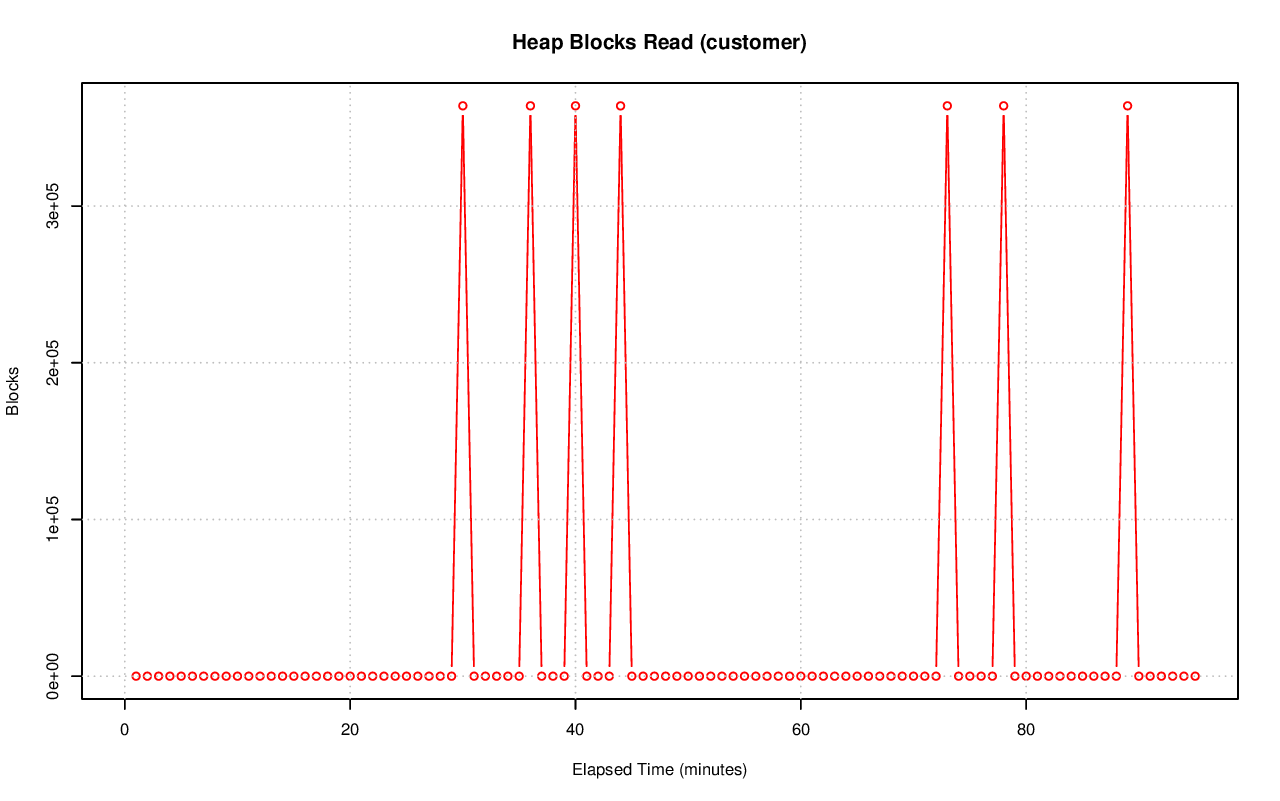 Heap Blocks Read (customer)
3e+05
2e+05
1e+05
0e+00
Blocks
0 20 40 60 80
Elapsed Time (minutes)